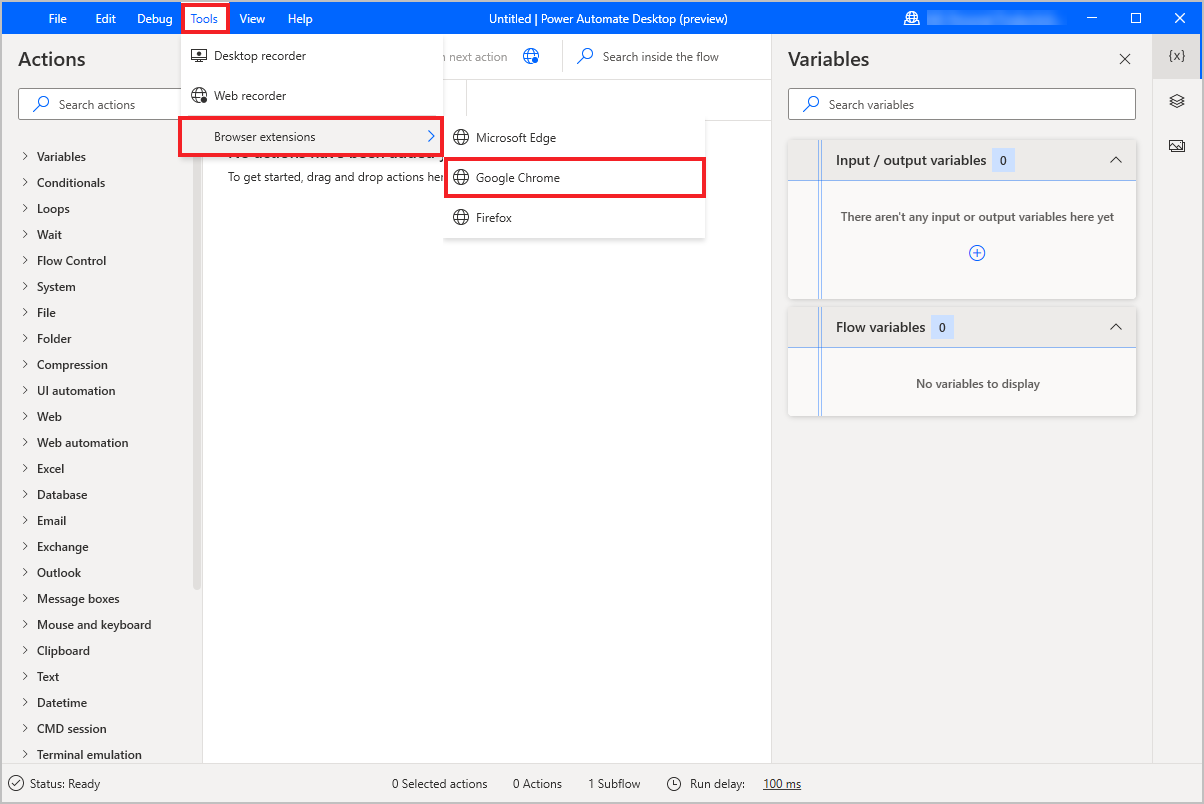 File Edit Debug Tools View Help Untitled | Power Automate Desktop (preview)
Actions
Search actions
Variables
Conditionals
Loops
Wait
Flow Control
System
File
Folder
Compression
UI automation
Web
Web automation
Excel
Database
Email
Exchange
Outlook
Message boxes
Mouse and keyboard
Clipboard
Text
Datetime
CMD session
Terminal emulation
Desktop recorder
Web recorder
Browser extensions
Microsoft Edge
Google Chrome
Firefox
next action
Search inside the flow
To get started, drag and drop actions her
Variables
{x}
Search variables
Input / output variables 0
There aren't any input or output variables here yet
Flow variables 0
No variables to display
Status: Ready 0 Selected actions 0 Actions 1 Subflow Run delay: 100 ms